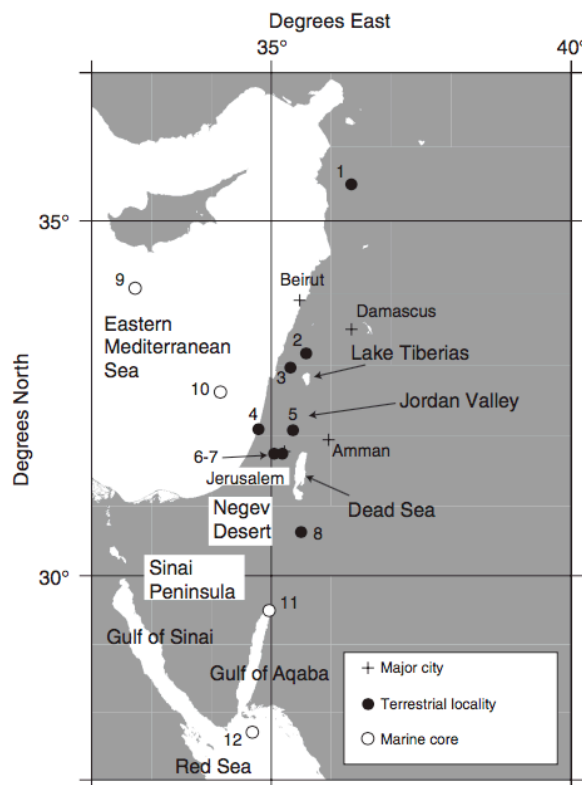 Degrees East
35°
40°
1
35°
Beirut
9
Damascus
Eastern
Mediterranean
Sea
2
Lake Tiberias
3
10
Jordan Valley
4
5
Degrees North
6-7
Amman
Jerusalem
Dead Sea
Negev
Desert
8
Sinai
Peninsula
30°
11
Gulf of Sinai
Gulf of Aqaba
Major city
Terrestrial locality
Marine core
12
Red Sea